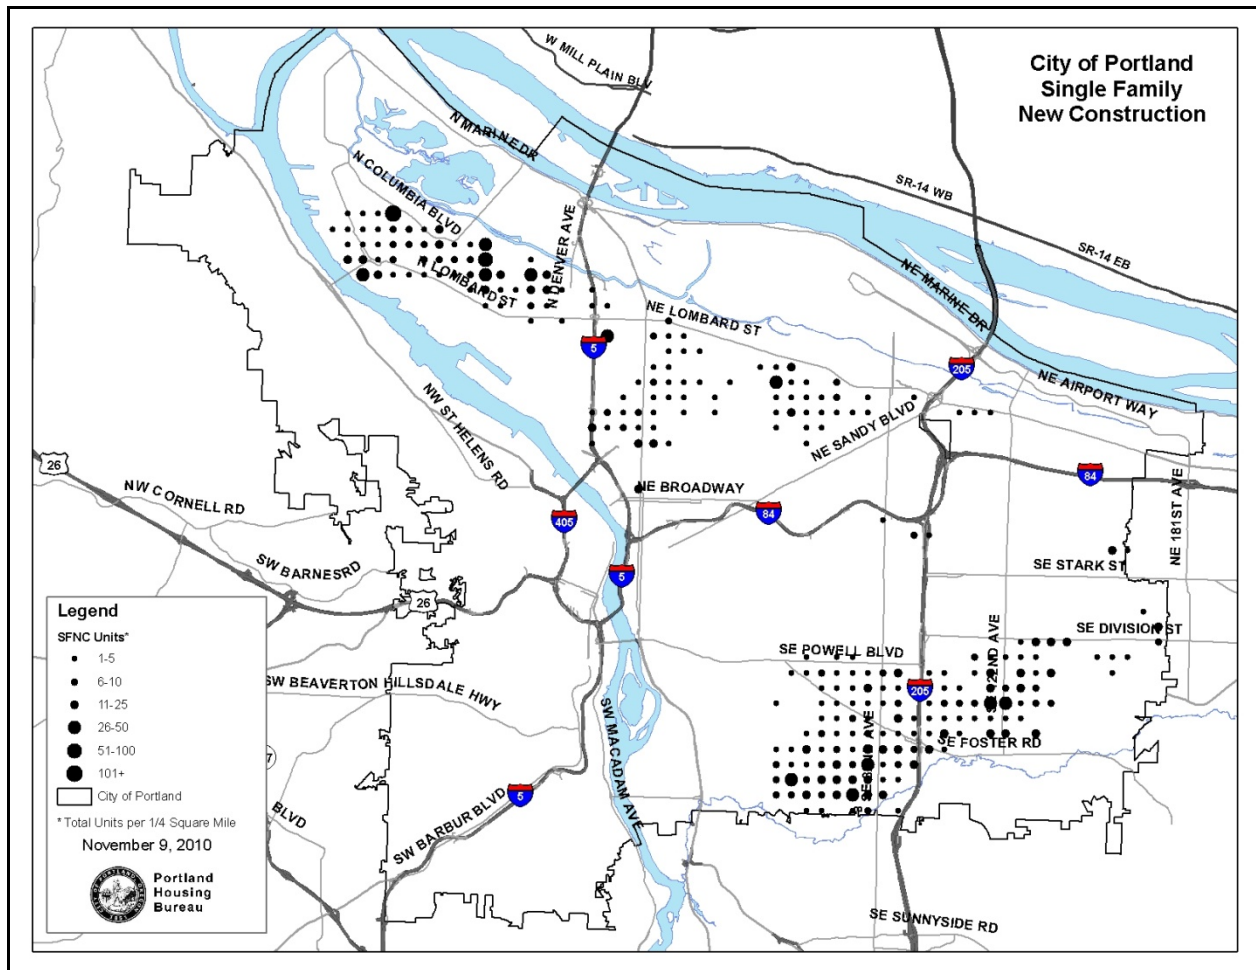 City of Portland
Single Family
New Construction
W MILL PLAIN BLV
N MARINE DR
N COLUMBIA BLVD
SR-14 WB
SR-14 EB
N DENVER AVE
NE MARINE DR
N LOMBARD ST
NE LOMBARD ST
5
205
NE AIRPORT WAY
NW ST HELENS RD
NE SANDY BLVD
26
NW CORNELL RD
NE BROADWAY
84
84
NE 181ST AVE
405
SW BARNES RD
5
SE STARK ST
26
SE DIVISION ST
SE POWELL BLVD
SE 122ND AVE
205
SW BEAVERTON HILLSDALE HWY
SW MACADAM AVE
SE FOSTER RD
7
BLVD
5
SW BARBUR BLVD
SE SUNNYSIDE RD
Legend
SFNC Units*
1-5
6-10
11-25
26-50
51-100
101+
City of Portland
* Total Units per 1/4 Square Mile
November 9, 2010
Portland
Housing
Bureau